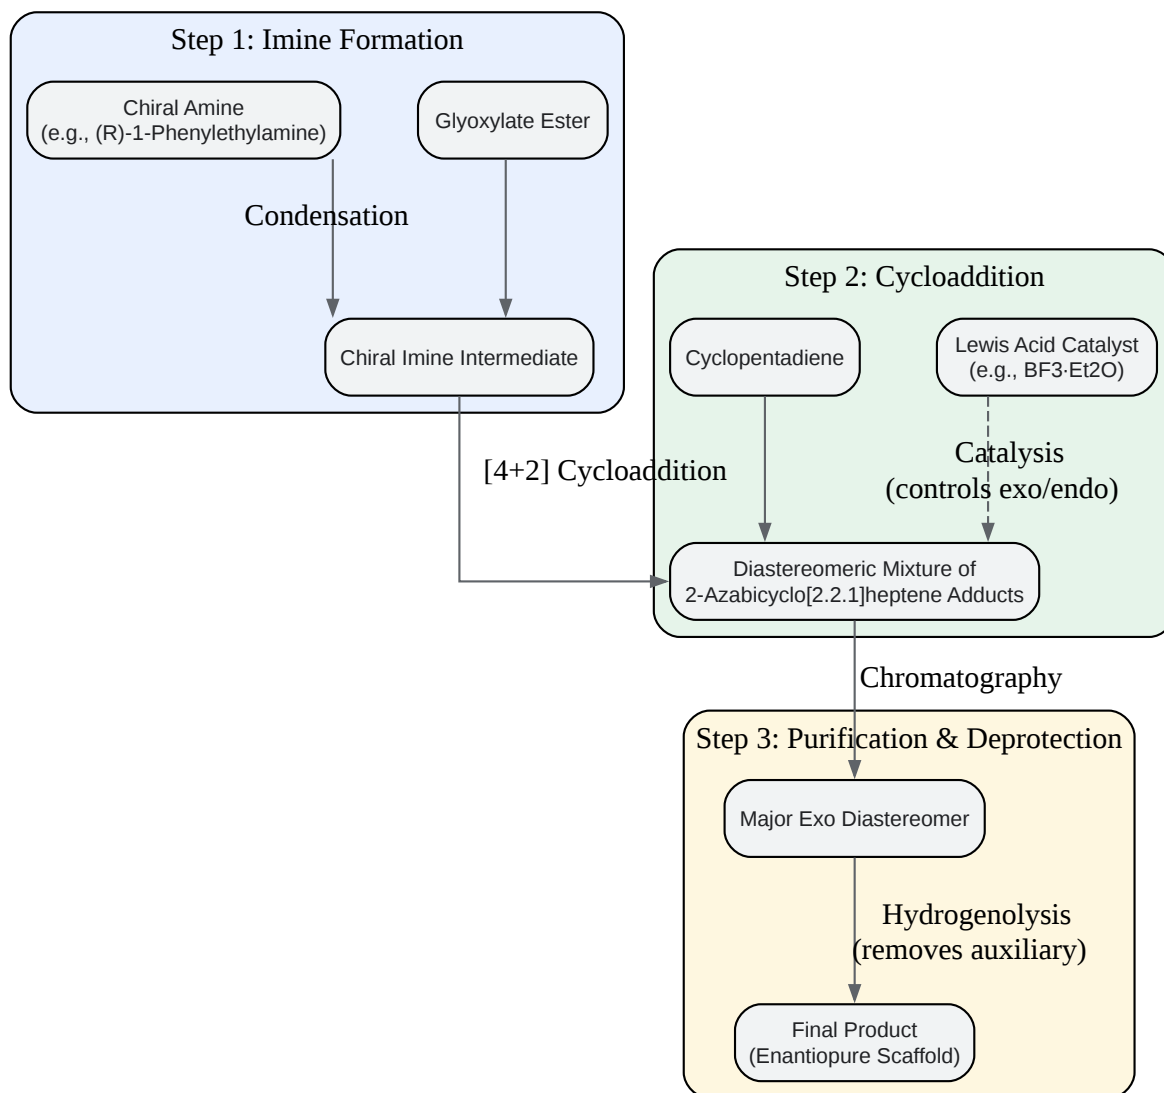 Step 1: Imine Formation
Chiral Amine
(e.g., (R)-1-Phenylethylamine)
Glyoxylate Ester
Condensation
Chiral Imine Intermediate
Step 2: Cycloaddition
Cyclopentadiene
Lewis Acid Catalyst
(e.g., BF3·Et2O)
[4+2] Cycloaddition
Catalysis
(controls exo/endo)
Diastereomeric Mixture of
2-Azabicyclo[2.2.1]heptene Adducts
Chromatography
Step 3: Purification & Deprotection
Major Exo Diastereomer
Hydrogenolysis
(removes auxiliary)
Final Product
(Enantiopure Scaffold)